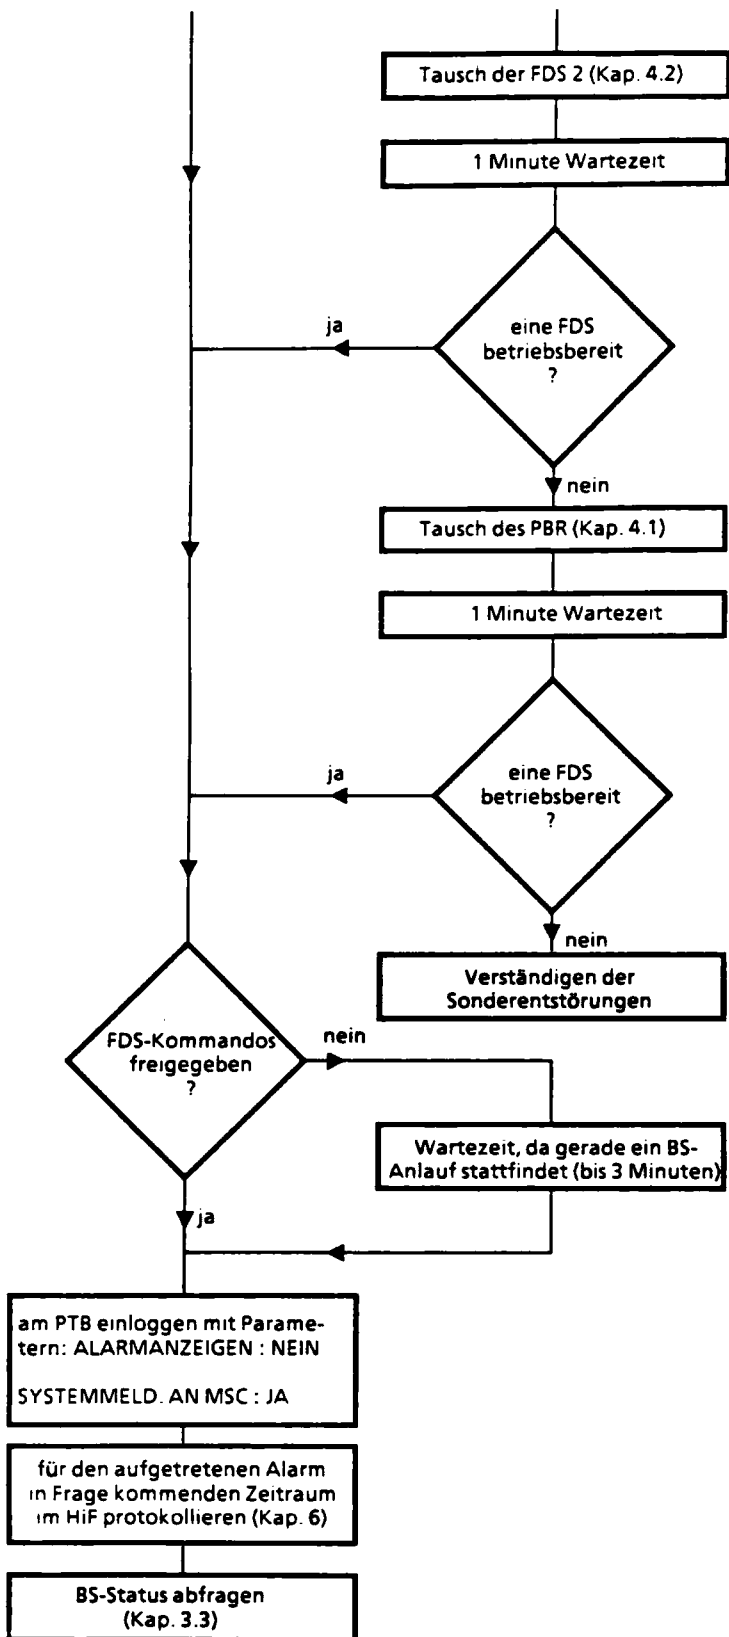 Tausch der FDS 2 (Kap. 4.2)
1 Minute Wartezeit
ja
eine FDS
betriebsbereit
?
nein
Tausch des PBR (Kap. 4.1)
1 Minute Wartezeit
ja
eine FDS
betriebsbereit
?
nein
Verständigen der
Sonderentstörungen
FDS-Kommandos
freigegeben
?
nein
Wartezeit, da gerade ein BS-
Anlauf stattfindet (bis 3 Minuten)
ja
am PTB einloggen mit Parame-
tern: ALARMANZEIGEN : NEIN
SYSTEMMELD. AN MSC : JA
für den aufgetretenen Alarm
in Frage kommenden Zeitraum
im HiF protokollieren (Kap. 6)
BS-Status abfragen
(Kap. 3.3)